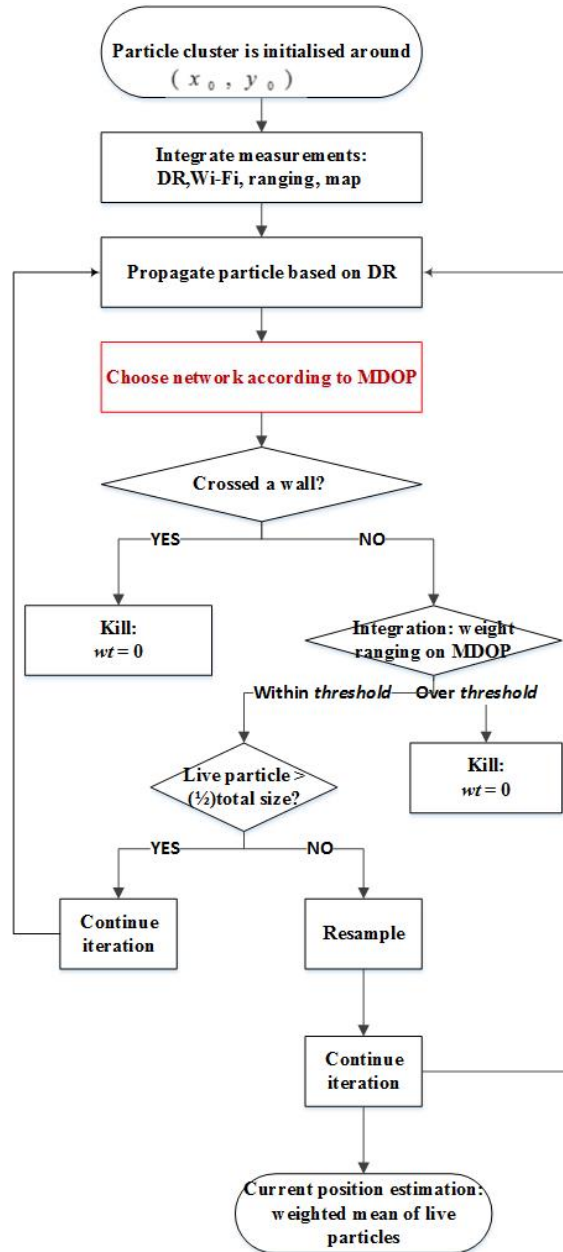 Particle cluster is initialised around
( x 0 , y 0 )
Integrate measurements:
DR,Wi-Fi, ranging, map
Propagate particle based on DR
Choose network according to MDOP
Crossed a wall?
YES
NO
Kill:
wt = 0
Integration: weight
ranging on MDOP
Within threshold
Over threshold
Live particle >
(½)total size?
Kill:
wt = 0
YES
NO
Continue
iteration
Resample
Continue
iteration
Current position estimation:
weighted mean of live
particles